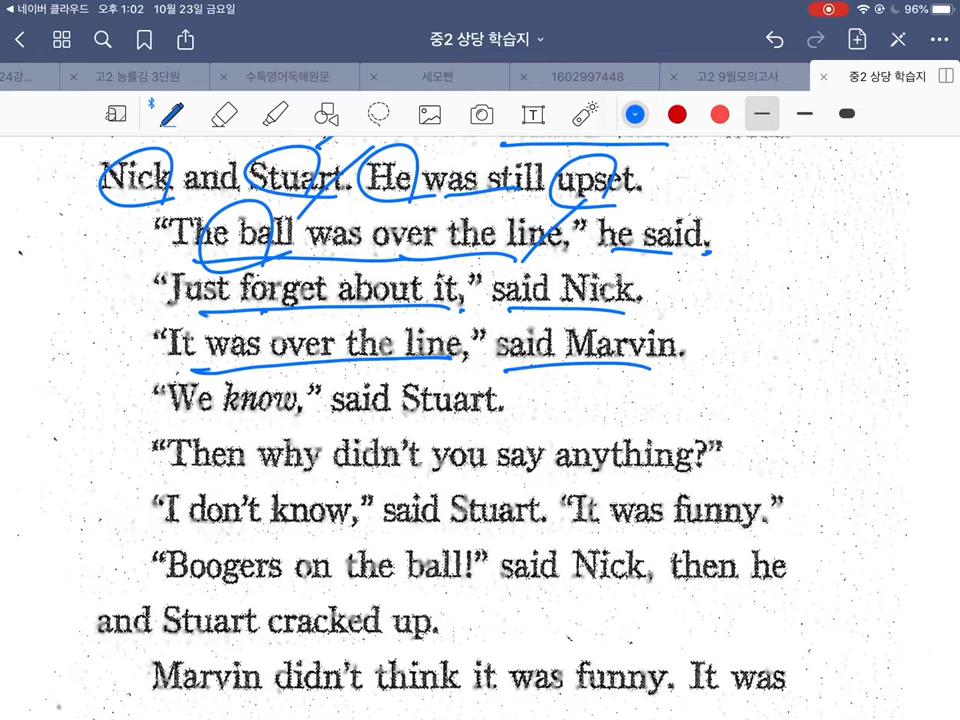 ◀ 네이버 클라우드 오후 1:02 10월 23일 금요일 96%
중2 상당 학습지
24강... 고2 능률김 3단원 수특영어독해원문 세모삔 1602997448 고2 9월모의고사 중2 상당 학습지
Nick and Stuart. He was still upset.
“The ball was over the line,” he said.
“Just forget about it,” said Nick.
“It was over the line,” said Marvin.
“We know,” said Stuart.
“Then why didn’t you say anything?”
“I don’t know,” said Stuart. “It was funny.”
“Boogers on the ball!” said Nick, then he
and Stuart cracked up.
Marvin didn’t think it was funny. It was